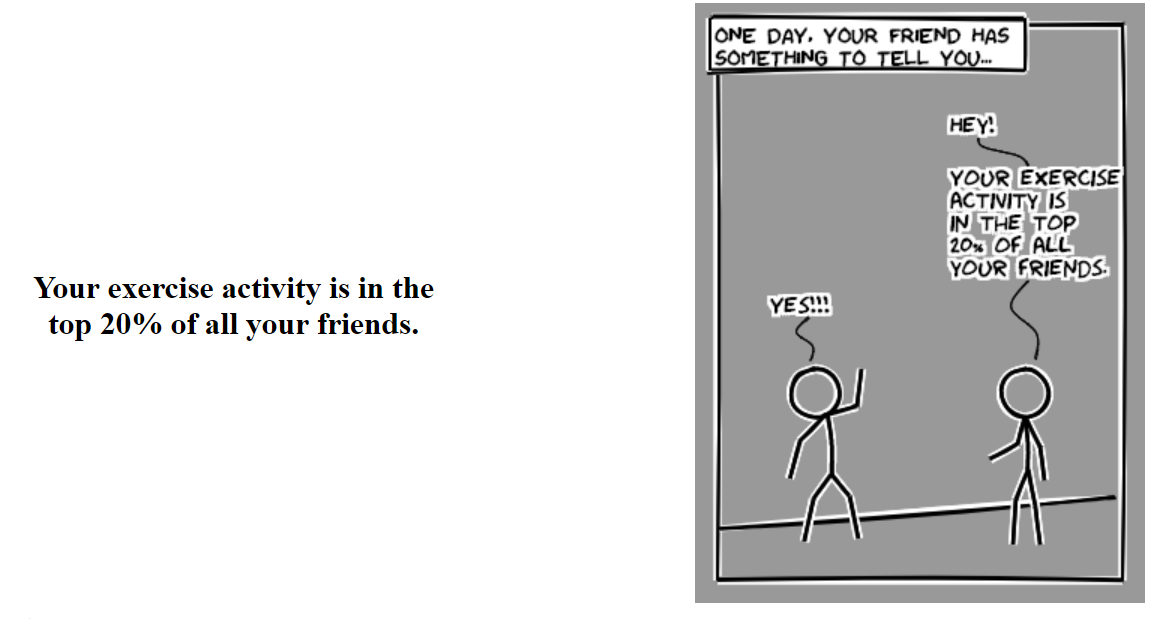 Your exercise activity is in the
top 20% of all your friends.
ONE DAY, YOUR FRIEND HAS
SOMETHING TO TELL YOU...
HEY!
YOUR EXERCISE
ACTIVITY IS
IN THE TOP
20% OF ALL
YOUR FRIENDS.
YES!!!